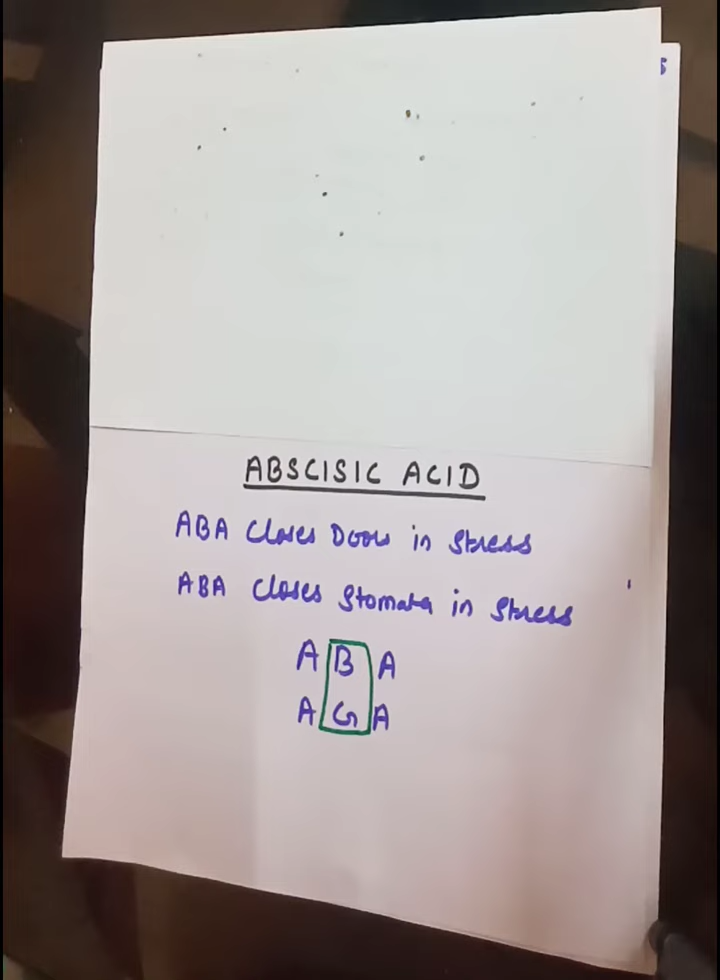 ABSCISIC ACID
ABA Closes Doors in Stress
ABA Closes Stomata in Stress
A B A
A G A